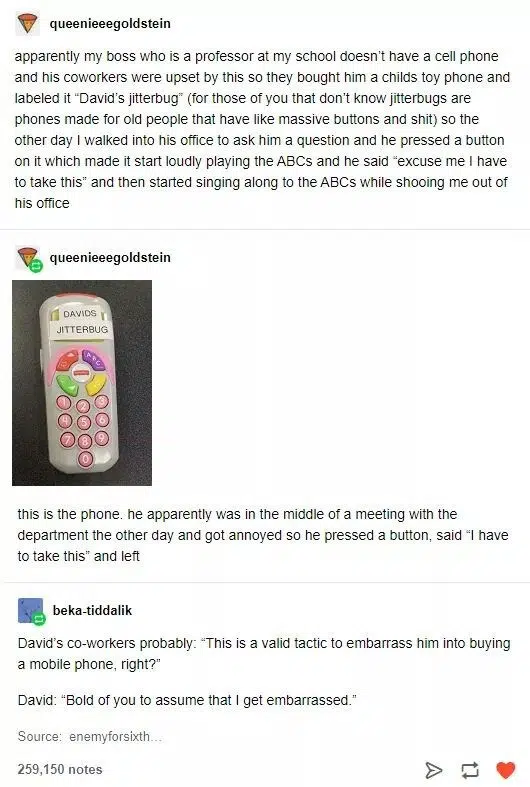 queenieeegoldstein
apparently my boss who is a professor at my school doesn't have a cell phone
and his coworkers were upset by this so they bought him a childs toy phone and
labeled it "David's jitterbug" (for those of you that don't know jitterbugs are
phones made for old people that have like massive buttons and shit) so the
other day I walked into his office to ask him a question and he pressed a button
on it which made it start loudly playing the ABCs and he said "excuse me I have
to take this" and then started singing along to the ABCs while shooing me out of
his office
queenieeegoldstein
DAVIDS
JITTERBUG
ABC
1 2 3
4 5 6
7 8 9
0
this is the phone. he apparently was in the middle of a meeting with the
department the other day and got annoyed so he pressed a button, said "I have
to take this" and left
beka-tiddalik
David's co-workers probably: "This is a valid tactic to embarrass him into buying
a mobile phone, right?"
David: "Bold of you to assume that I get embarrassed."
Source: enemyforsixth...
259,150 notes